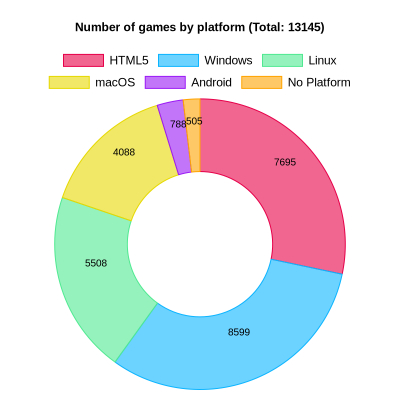 Number of games by platform (Total: 13145)
HTML5 Windows Linux
macOS Android No Platform
788 505
4088 7695
5508
8599